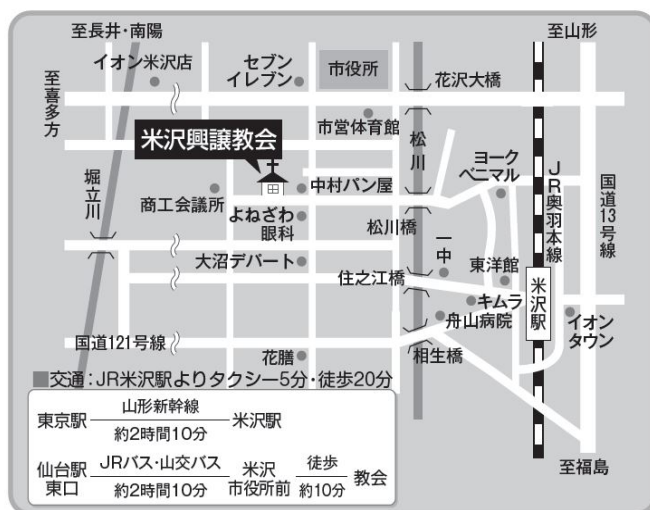 至長井・南陽
至山形
イオン米沢店
セブン
イレブン
市役所
花沢大橋
至喜多方
市営体育館
米沢興譲教会
松川
ヨーク
ベニマル
JR奥羽本線
国道13号線
堀立川
商工会議所
中村パン屋
よねざわ
眼科
松川橋
一中
大沼デパート
東洋館
住之江橋
米沢駅
キムラ
舟山病院
イオン
タウン
国道121号線
花膳
相生橋
■交通：JR米沢駅よりタクシー5分・徒歩20分
至福島
東京駅 山形新幹線 米沢駅
約2時間10分
仙台駅
東口
JRバス・山交バス
約2時間10分
米沢
市役所前
徒歩
約10分
教会